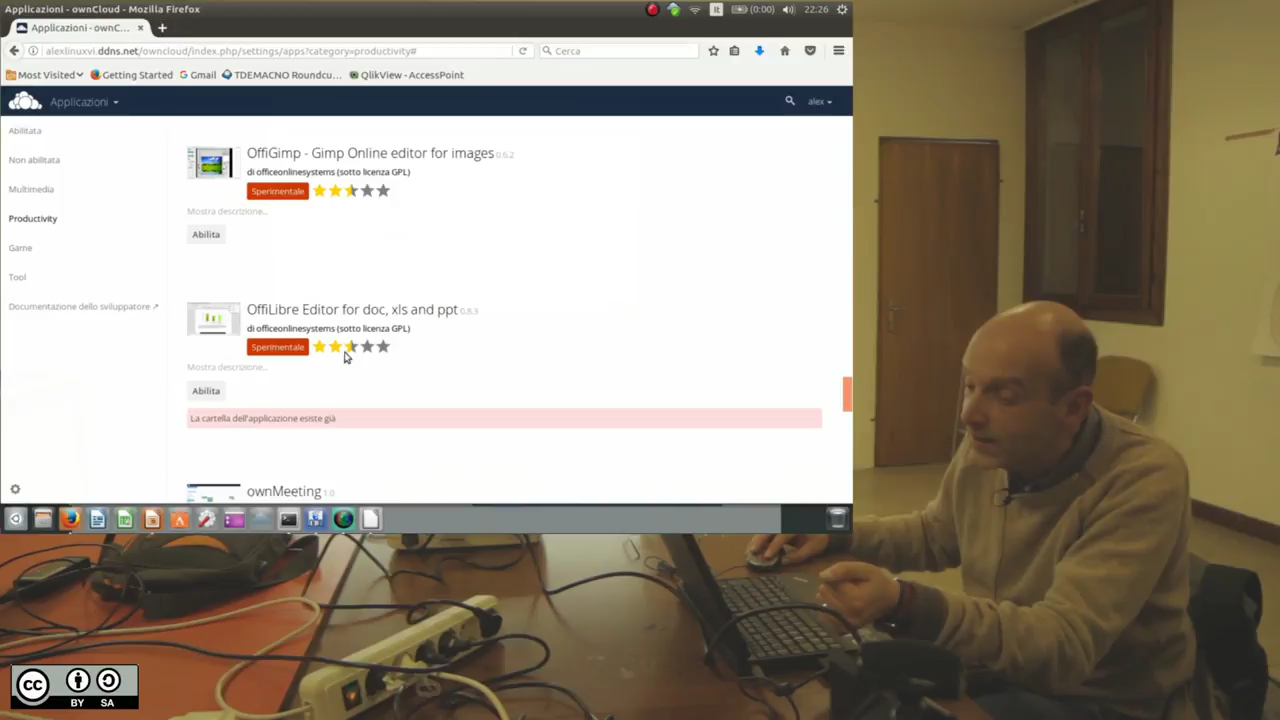 Applicazioni - ownCloud - Mozilla Firefox
It
(0:00)
22:26
Applicazioni - ownC...
alexlinuxvi.ddns.net/owncloud/index.php/settings/apps?category=productivity#
Cerca
Most Visited
Getting Started
Gmail
TDEMACNO Roundcu...
QlikView - AccessPoint
Applicazioni
alex
Abilitata
Non abilitata
Multimedia
Productivity
Game
Tool
Documentazione dello sviluppatore
OffiGimp - Gimp Online editor for images 0.6.2
di officeonlinesystems (sotto licenza GPL)
Sperimentale
Mostra descrizione...
Abilita
OffiLibre Editor for doc, xls and ppt 0.8.3
di officeonlinesystems (sotto licenza GPL)
Sperimentale
Mostra descrizione...
Abilita
La cartella dell'applicazione esiste già
ownMeeting 1.0
cc
BY SA